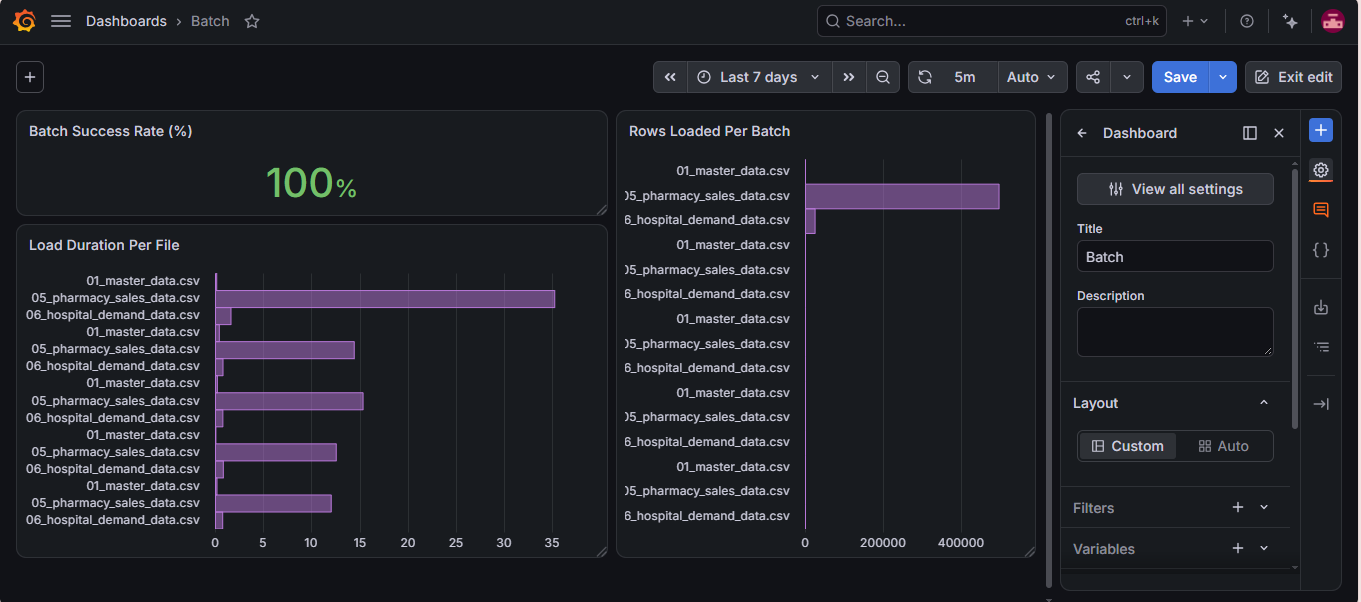 Dashboards › Batch
Search...
ctrl+k
Last 7 days
5m
Auto
Save
Exit edit
Batch Success Rate (%)
100%
Load Duration Per File
01_master_data.csv
05_pharmacy_sales_data.csv
06_hospital_demand_data.csv
01_master_data.csv
05_pharmacy_sales_data.csv
06_hospital_demand_data.csv
01_master_data.csv
05_pharmacy_sales_data.csv
06_hospital_demand_data.csv
01_master_data.csv
05_pharmacy_sales_data.csv
06_hospital_demand_data.csv
01_master_data.csv
05_pharmacy_sales_data.csv
06_hospital_demand_data.csv
0 5 10 15 20 25 30 35
Rows Loaded Per Batch
01_master_data.csv
05_pharmacy_sales_data.csv
6_hospital_demand_data.csv
01_master_data.csv
05_pharmacy_sales_data.csv
6_hospital_demand_data.csv
01_master_data.csv
05_pharmacy_sales_data.csv
6_hospital_demand_data.csv
01_master_data.csv
05_pharmacy_sales_data.csv
6_hospital_demand_data.csv
01_master_data.csv
05_pharmacy_sales_data.csv
6_hospital_demand_data.csv
0 200000 400000
Dashboard
View all settings
Title
Batch
Description
Layout
Custom
Auto
Filters
Variables